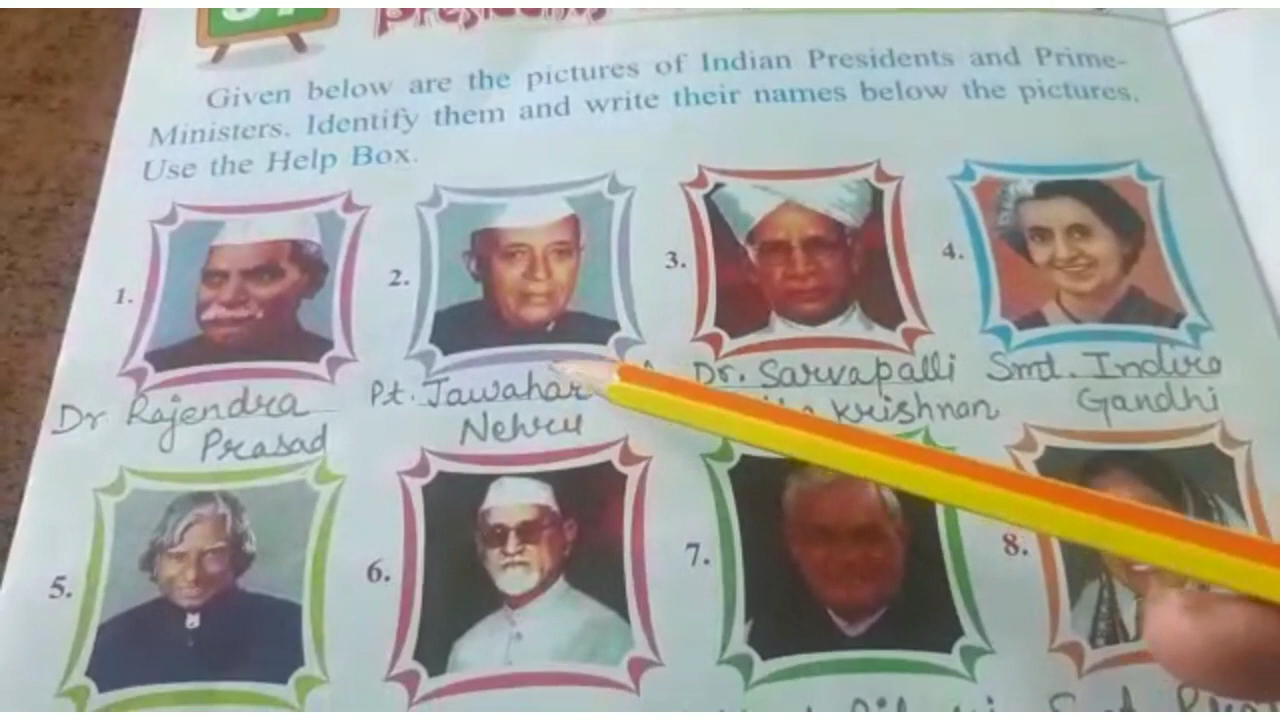 Presidents
Given below are the pictures of Indian Presidents and Prime-
Ministers. Identify them and write their names below the pictures.
Use the Help Box.
1.
2.
3.
4.
Dr Rajendra
Prasad
Pt. Jawahar
Nehru
Dr. Sarvapalli
krishnan
Smt. Indira
Gandhi
5.
6.
7.
8.
Smt